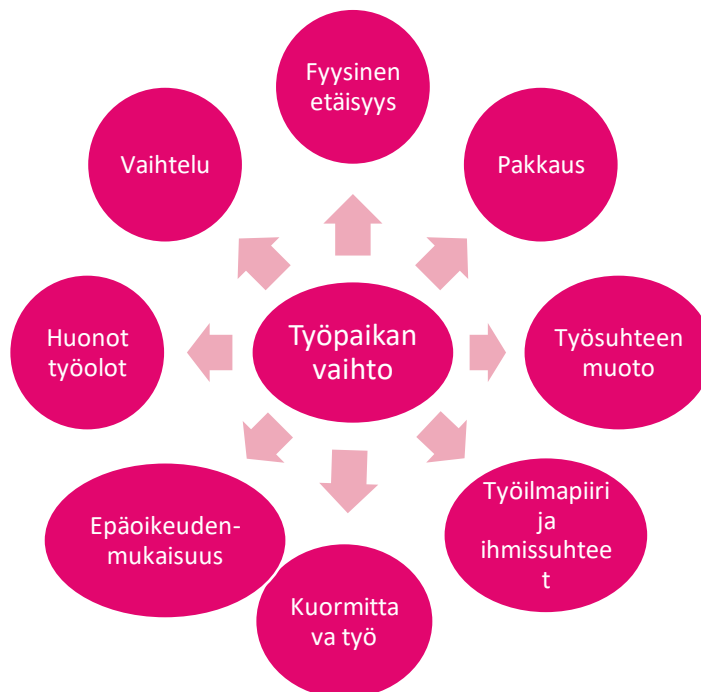 Fyysinen
etäisyys
Pakkaus
Työsuhteen
muoto
Työilmapiiri
ja
ihmissuhtee
t
Kuormitta
va työ
Epäoikeuden-
mukaisuus
Huonot
työolot
Vaihtelu
Työpaikan
vaihto